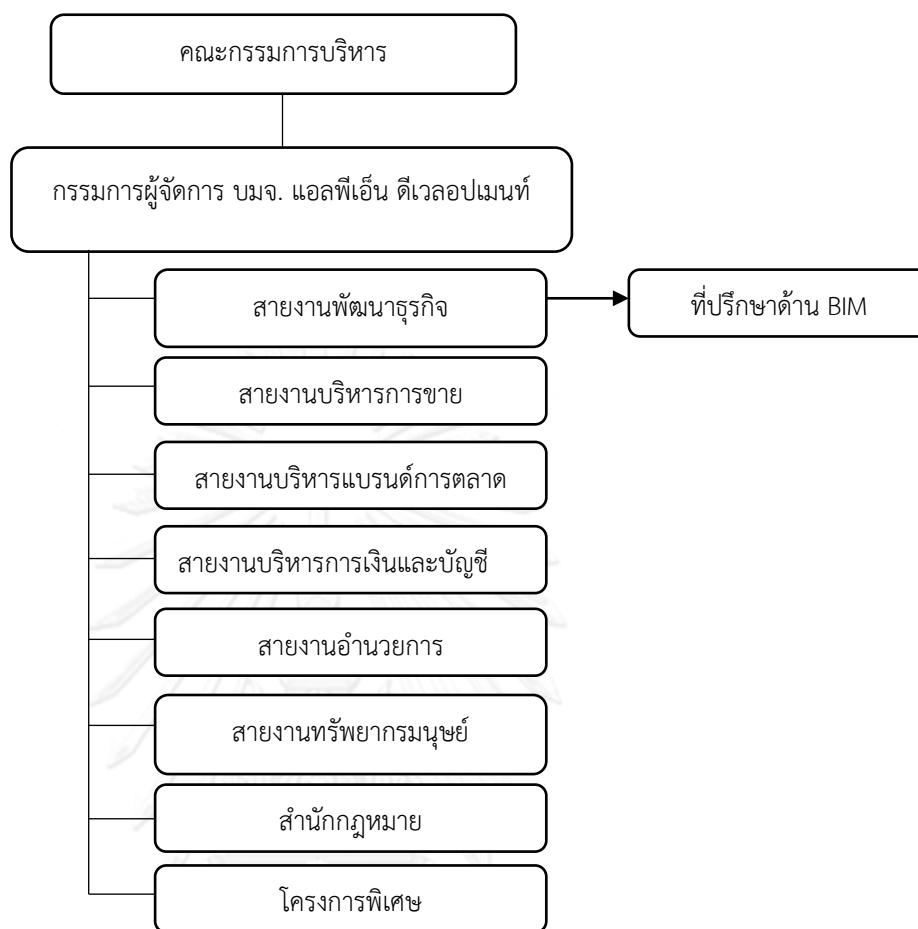 คณะกรรมการบริหาร
กรรมการผู้จัดการ บมจ. แอลพีเอ็น ดีเวลอปเมนท์
สายงานพัฒนาธุรกิจ
ที่ปรึกษาด้าน BIM
สายงานบริหารการขาย
สายงานบริหารแบรนด์การตลาด
สายงานบริหารการเงินและบัญชี
สายงานอำนวยการ
สายงานทรัพยากรมนุษย์
สำนักกฎหมาย
โครงการพิเศษ